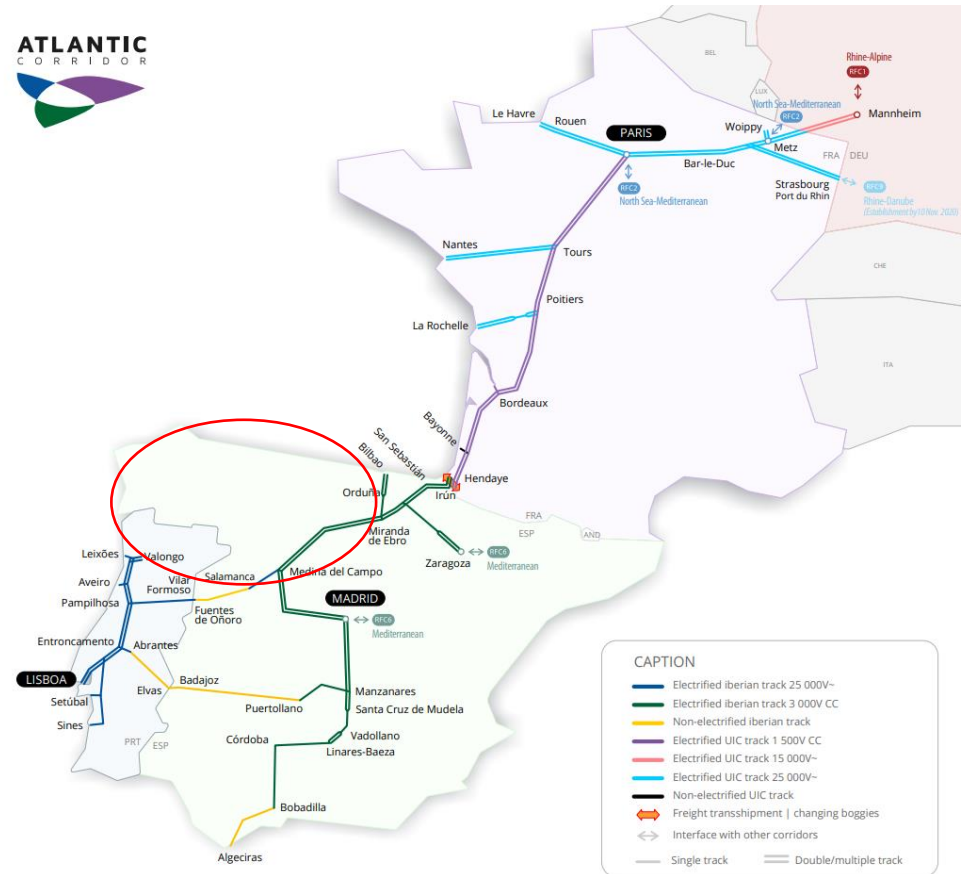 ATLANTIC
CORRIDOR
BEL
LUX
Rhine-Alpine
RFC1
Mannheim
North Sea-Mediterranean
RFC2
Woippy
Metz
Le Havre
Rouen
PARIS
Bar-le-Duc
FRA
DEU
Strasbourg
Port du Rhin
RFC9
Rhine-Danube
(Establishment by 10 Nov. 2020)
RFC2
North Sea-Mediterranean
Nantes
Tours
CHE
Poitiers
La Rochelle
ITA
Bordeaux
Bayonne
San Sebastián
Bilbao
Hendaye
Irún
Orduña
FRA
ESP
AND
Miranda
de Ebro
Zaragoza
RFC6
Mediterranean
Leixões
Valongo
Aveiro
Vilar
Formoso
Salamanca
Medina del Campo
Pampilhosa
Fuentes
de Oñoro
MADRID
RFC6
Mediterranean
Entroncamento
Abrantes
LISBOA
Elvas
Badajoz
Puertollano
Manzanares
Santa Cruz de Mudela
Setúbal
Sines
PRT
ESP
Córdoba
Vadollano
Linares-Baeza
Bobadilla
Algeciras
CAPTION
Electrified iberian track 25 000V~
Electrified iberian track 3 000V CC
Non-electrified iberian track
Electrified UIC track 1 500V CC
Electrified UIC track 15 000V~
Electrified UIC track 25 000V~
Non-electrified UIC track
Freight transshipment | changing boggies
Interface with other corridors
Single track
Double/multiple track